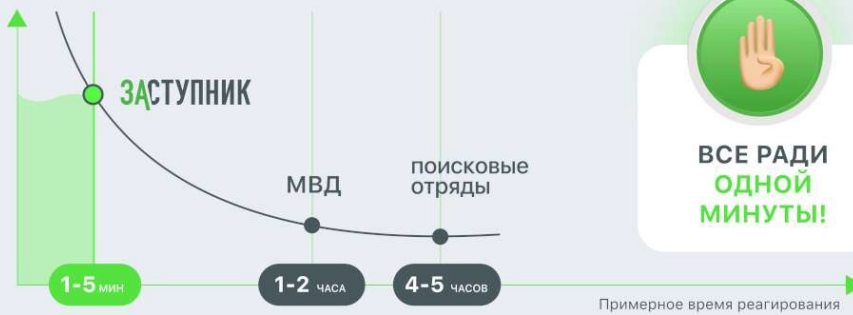 ЗАСТУПНИК
МВД
поисковые
отряды
1-5 мин
1-2 часа
4-5 часов
Примерное время реагирования
ВСЕ РАДИ
ОДНОЙ
МИНУТЫ!